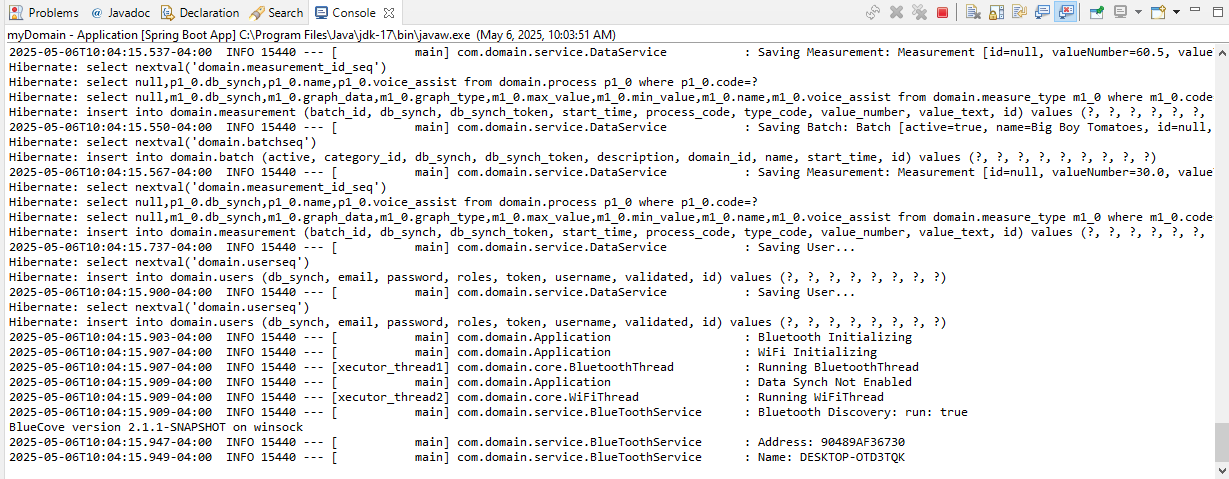 Problems @ Javadoc Declaration Search Console
myDomain - Application [Spring Boot App] C:\Program Files\Java\jdk-17\bin\javaw.exe (May 6, 2025, 10:03:51 AM)
2025-05-06T10:04:15.537-04:00  INFO 15440 --- [           main] com.domain.service.DataService           : Saving Measurement: Measurement [id=null, valueNumber=60.5, value
Hibernate: select nextval('domain.measurement_id_seq')
Hibernate: select null,p1_0.db_synch,p1_0.name,p1_0.voice_assist from domain.process p1_0 where p1_0.code=?
Hibernate: select null,m1_0.db_synch,m1_0.graph_data,m1_0.graph_type,m1_0.max_value,m1_0.min_value,m1_0.name,m1_0.voice_assist from domain.measure_type m1_0 where m1_0.code
Hibernate: insert into domain.measurement (batch_id, db_synch, db_synch_token, start_time, process_code, type_code, value_number, value_text, id) values (?, ?, ?, ?, ?, ?,
2025-05-06T10:04:15.550-04:00  INFO 15440 --- [           main] com.domain.service.DataService           : Saving Batch: Batch [active=true, name=Big Boy Tomatoes, id=null,
Hibernate: select nextval('domain.batchseq')
Hibernate: insert into domain.batch (active, category_id, db_synch, db_synch_token, description, domain_id, name, start_time, id) values (?, ?, ?, ?, ?, ?, ?, ?, ?)
2025-05-06T10:04:15.567-04:00  INFO 15440 --- [           main] com.domain.service.DataService           : Saving Measurement: Measurement [id=null, valueNumber=30.0, value
Hibernate: select nextval('domain.measurement_id_seq')
Hibernate: select null,p1_0.db_synch,p1_0.name,p1_0.voice_assist from domain.process p1_0 where p1_0.code=?
Hibernate: select null,m1_0.db_synch,m1_0.graph_data,m1_0.graph_type,m1_0.max_value,m1_0.min_value,m1_0.name,m1_0.voice_assist from domain.measure_type m1_0 where m1_0.code
Hibernate: insert into domain.measurement (batch_id, db_synch, db_synch_token, start_time, process_code, type_code, value_number, value_text, id) values (?, ?, ?, ?, ?, ?,
2025-05-06T10:04:15.737-04:00  INFO 15440 --- [           main] com.domain.service.DataService           : Saving User...
Hibernate: select nextval('domain.userseq')
Hibernate: insert into domain.users (db_synch, email, password, roles, token, username, validated, id) values (?, ?, ?, ?, ?, ?, ?, ?)
2025-05-06T10:04:15.900-04:00  INFO 15440 --- [           main] com.domain.service.DataService           : Saving User...
Hibernate: select nextval('domain.userseq')
Hibernate: insert into domain.users (db_synch, email, password, roles, token, username, validated, id) values (?, ?, ?, ?, ?, ?, ?, ?)
2025-05-06T10:04:15.903-04:00  INFO 15440 --- [           main] com.domain.Application                   : Bluetooth Initializing
2025-05-06T10:04:15.907-04:00  INFO 15440 --- [           main] com.domain.Application                   : WiFi Initializing
2025-05-06T10:04:15.907-04:00  INFO 15440 --- [xecutor_thread1] com.domain.core.BluetoothThread          : Running BluetoothThread
2025-05-06T10:04:15.909-04:00  INFO 15440 --- [           main] com.domain.Application                   : Data Synch Not Enabled
2025-05-06T10:04:15.909-04:00  INFO 15440 --- [xecutor_thread2] com.domain.core.WiFiThread               : Running WiFiThread
2025-05-06T10:04:15.909-04:00  INFO 15440 --- [           main] com.domain.service.BlueToothService      : Bluetooth Discovery: run: true
BlueCove version 2.1.1-SNAPSHOT on winsock
2025-05-06T10:04:15.947-04:00  INFO 15440 --- [           main] com.domain.service.BlueToothService      : Address: 90489AF36730
2025-05-06T10:04:15.949-04:00  INFO 15440 --- [           main] com.domain.service.BlueToothService      : Name: DESKTOP-OTD3TQK